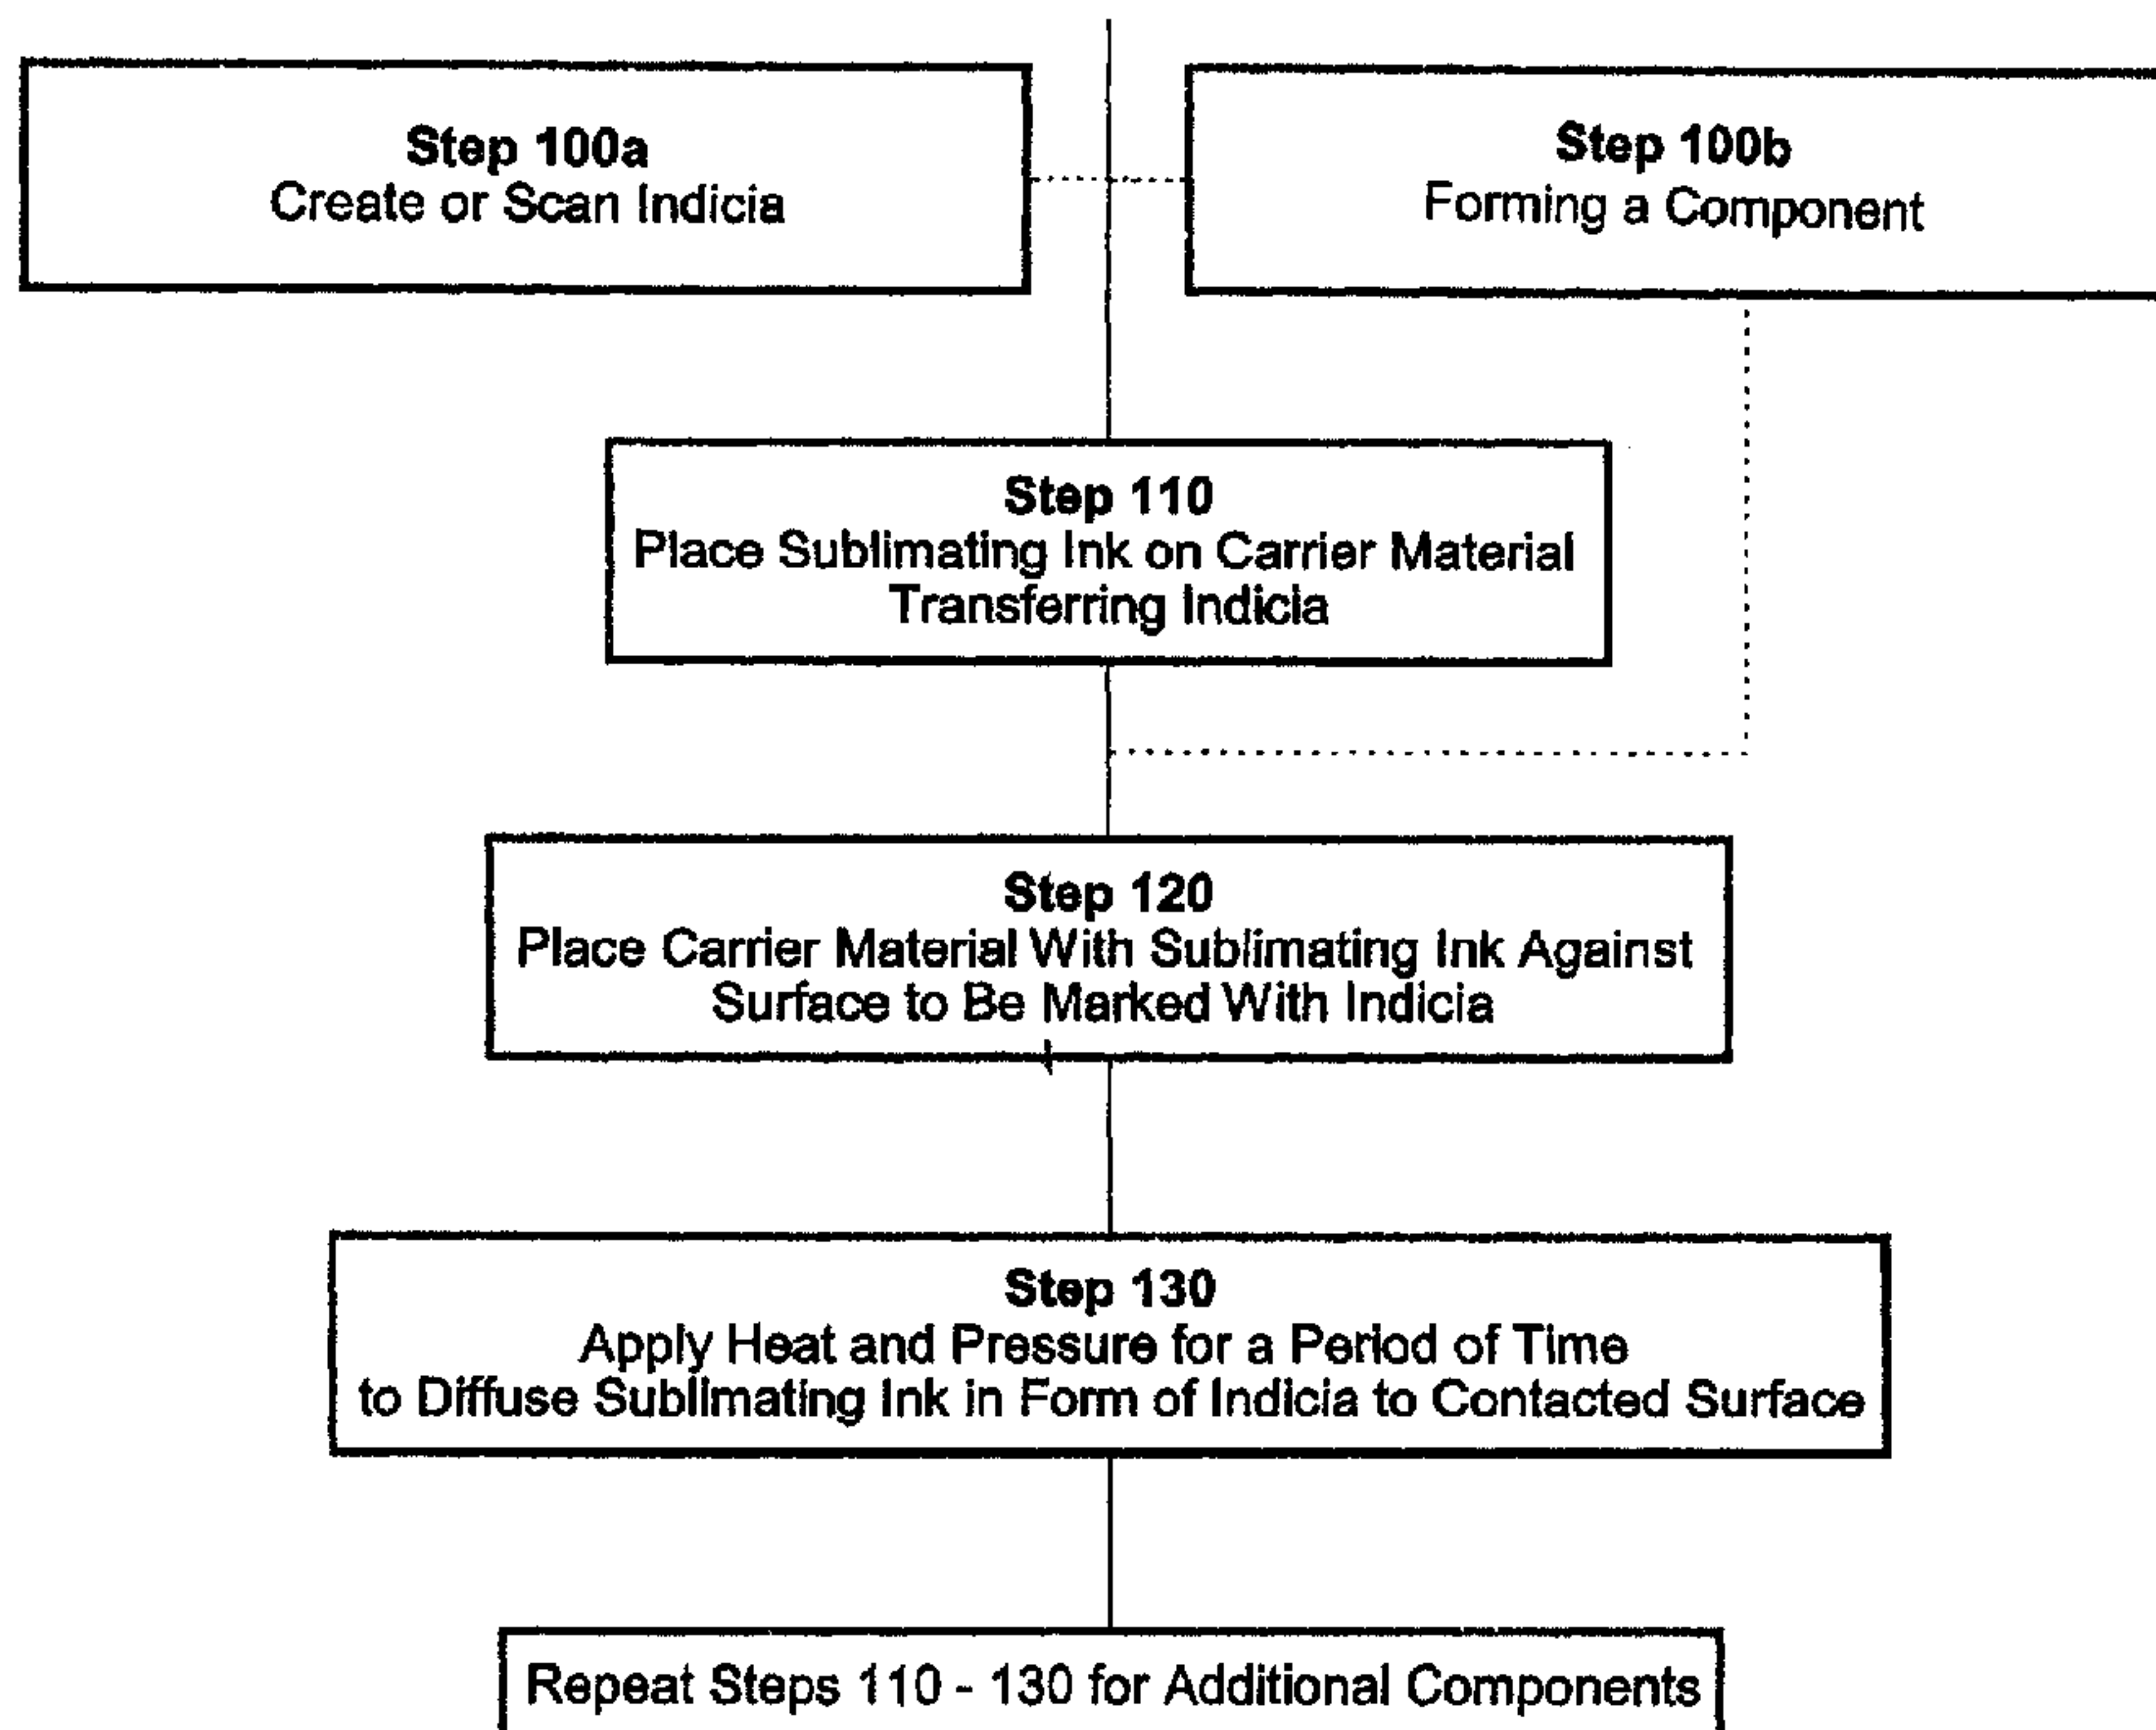 Step 100a
Create or Scan Indicia
Step 100b
Forming a Component
Step 110
Place Sublimating Ink on Carrier Material
Transferring Indicia
Step 120
Place Carrier Material With Sublimating Ink Against
Surface to Be Marked With Indicia
Step 130
Apply Heat and Pressure for a Period of Time
to Diffuse Sublimating Ink in Form of Indicia to Contacted Surface
Repeat Steps 110 - 130 for Additional Components